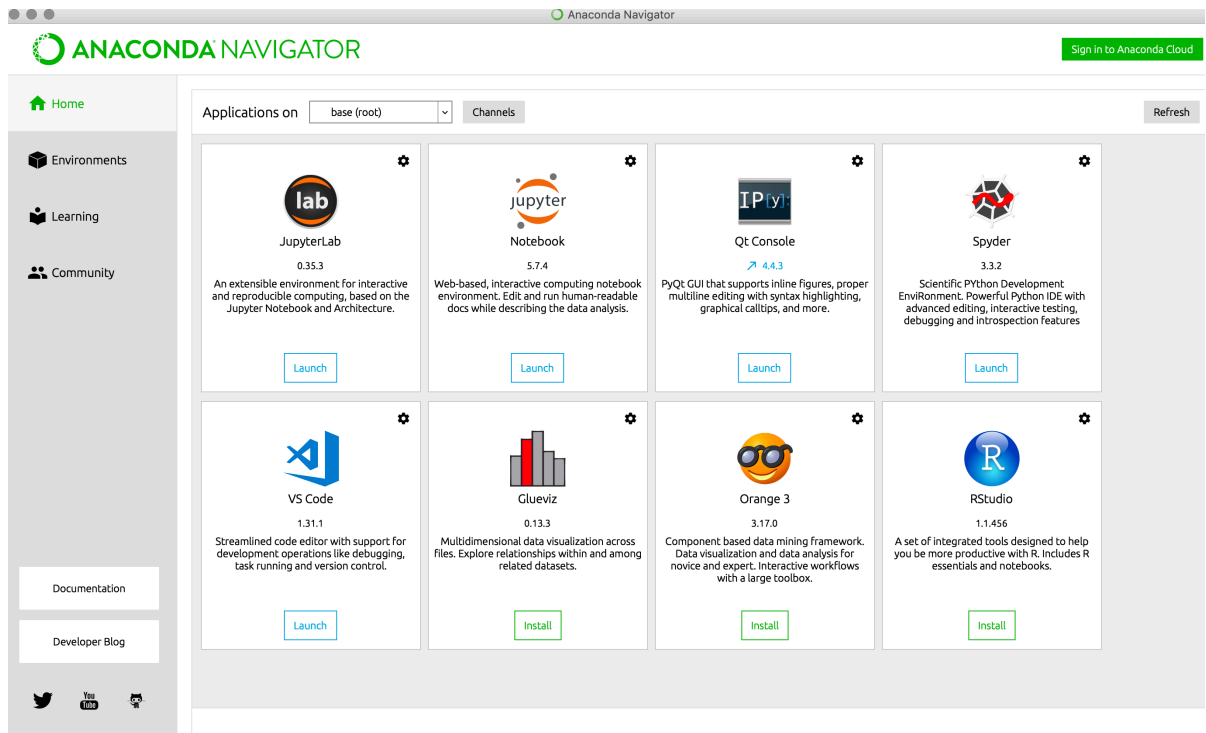 Anaconda Navigator
ANACONDA NAVIGATOR
Sign in to Anaconda Cloud
Home
Environments
Learning
Community
Documentation
Developer Blog
You
Tube
Applications on
base (root)
Channels
Refresh
lab
JupyterLab
0.35.3
An extensible environment for interactive
and reproducible computing, based on the
Jupyter Notebook and Architecture.
Launch
jupyter
Notebook
5.7.4
Web-based, interactive computing notebook
environment. Edit and run human-readable
docs while describing the data analysis.
Launch
IP[y]:
Qt Console
4.4.3
PyQt GUI that supports inline figures, proper
multiline editing with syntax highlighting,
graphical calltips, and more.
Launch
Spyder
3.3.2
Scientific PYthon Development
EnviRonment. Powerful Python IDE with
advanced editing, interactive testing,
debugging and introspection features
Launch
VS Code
1.31.1
Streamlined code editor with support for
development operations like debugging,
task running and version control.
Launch
Glueviz
0.13.3
Multidimensional data visualization across
files. Explore relationships within and among
related datasets.
Install
Orange 3
3.17.0
Component based data mining framework.
Data visualization and data analysis for
novice and expert. Interactive workflows
with a large toolbox.
Install
R
RStudio
1.1.456
A set of integrated tools designed to help
you be more productive with R. Includes R
essentials and notebooks.
Install